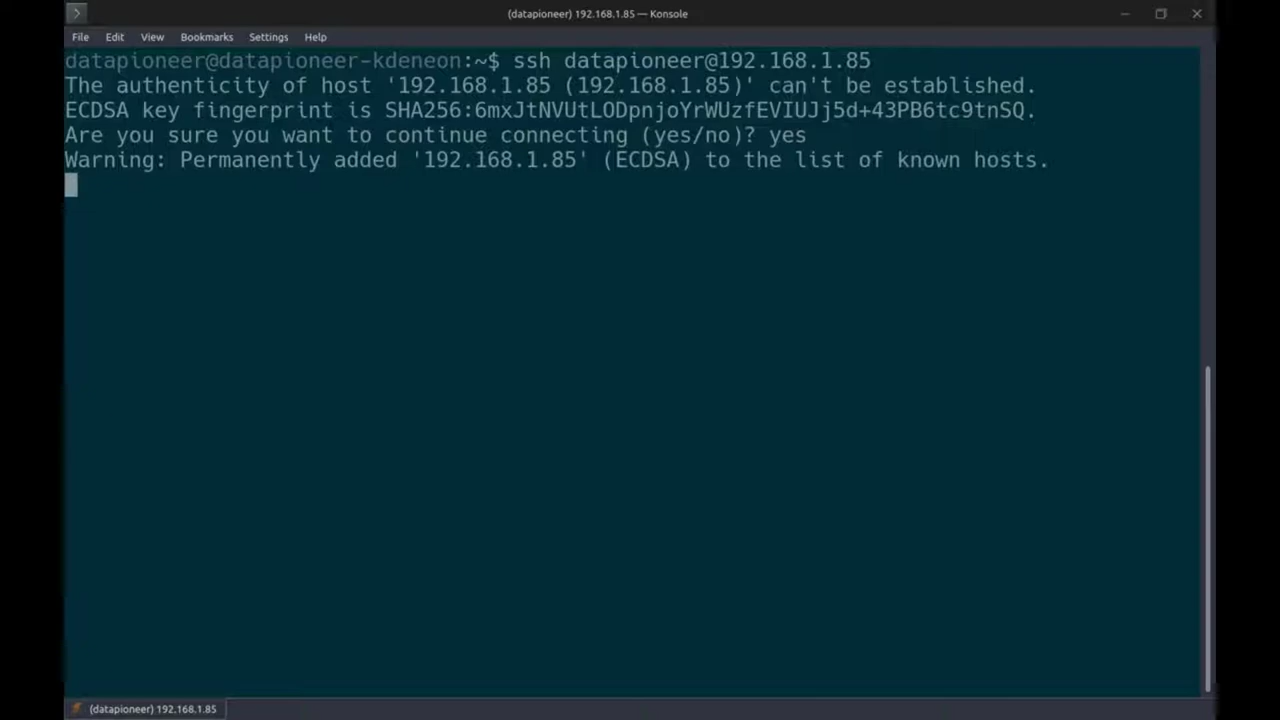 (datapioneer) 192.168.1.85 — Konsole
File Edit View Bookmarks Settings Help
datapioneer@datapioneer-kdeneon:~$ ssh datapioneer@192.168.1.85
The authenticity of host '192.168.1.85 (192.168.1.85)' can't be established.
ECDSA key fingerprint is SHA256:6mxJtNVUtLODpnjoYrWUzfEVIUJj5d+43PB6tc9tnSQ.
Are you sure you want to continue connecting (yes/no)? yes
Warning: Permanently added '192.168.1.85' (ECDSA) to the list of known hosts.
(datapioneer) 192.168.1.85